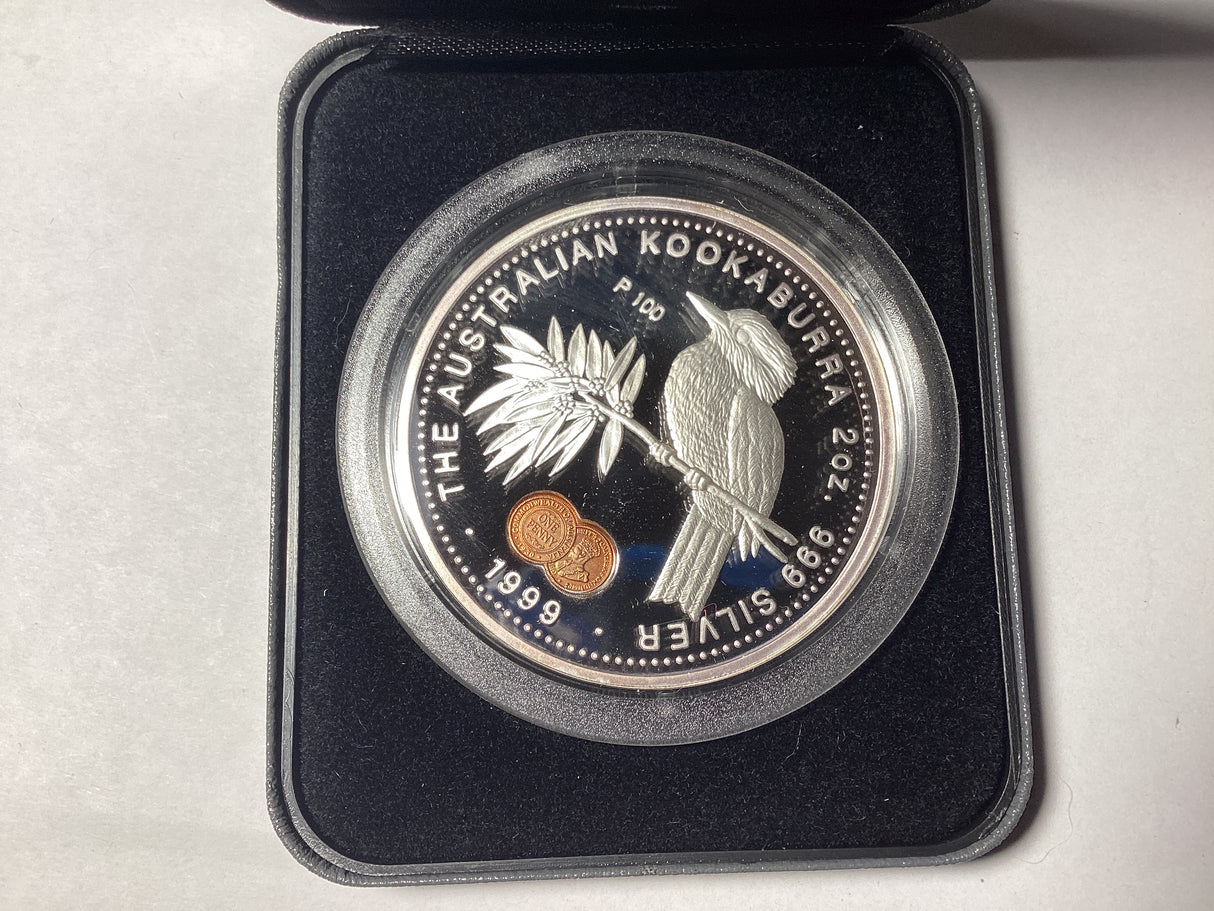 THE AUSTRALIAN KOOKABURRA 2oz. 999 SILVER
P100
ONE
PENNY
· 1999 ·